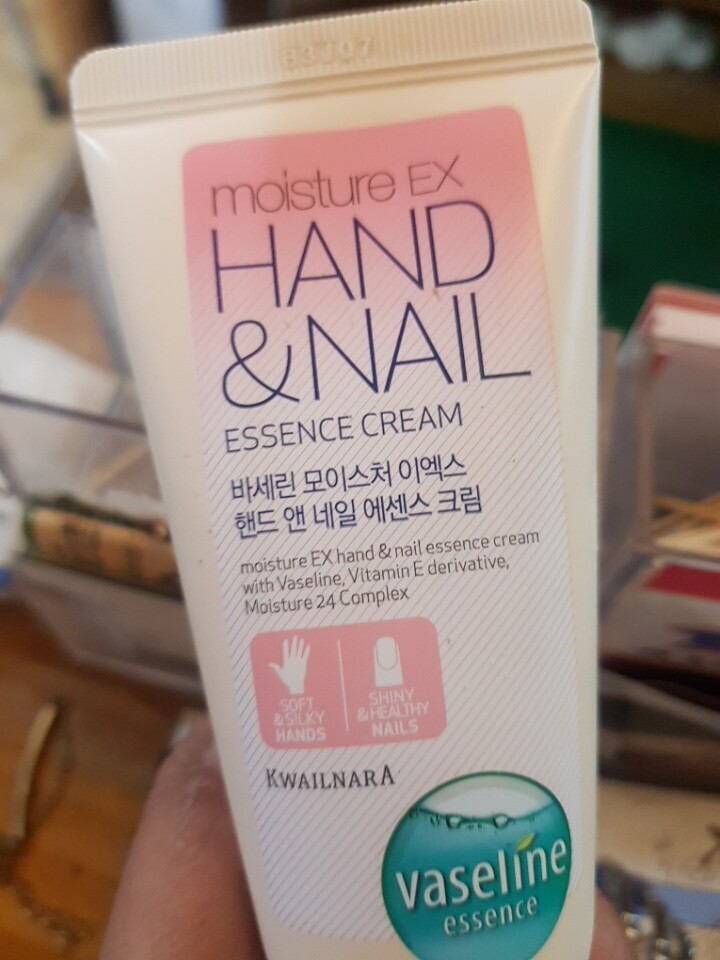 moisture EX
HAND
&NAIL
ESSENCE CREAM
바세린 모이스처 이엑스
핸드 앤 네일 에센스 크림
moisture EX hand & nail essence cream
with Vaseline, Vitamin E derivative,
Moisture 24 Complex
SOFT
&SILKY
HANDS
SHINY
&HEALTHY
NAILS
KWAILNARA
vaseline
essence